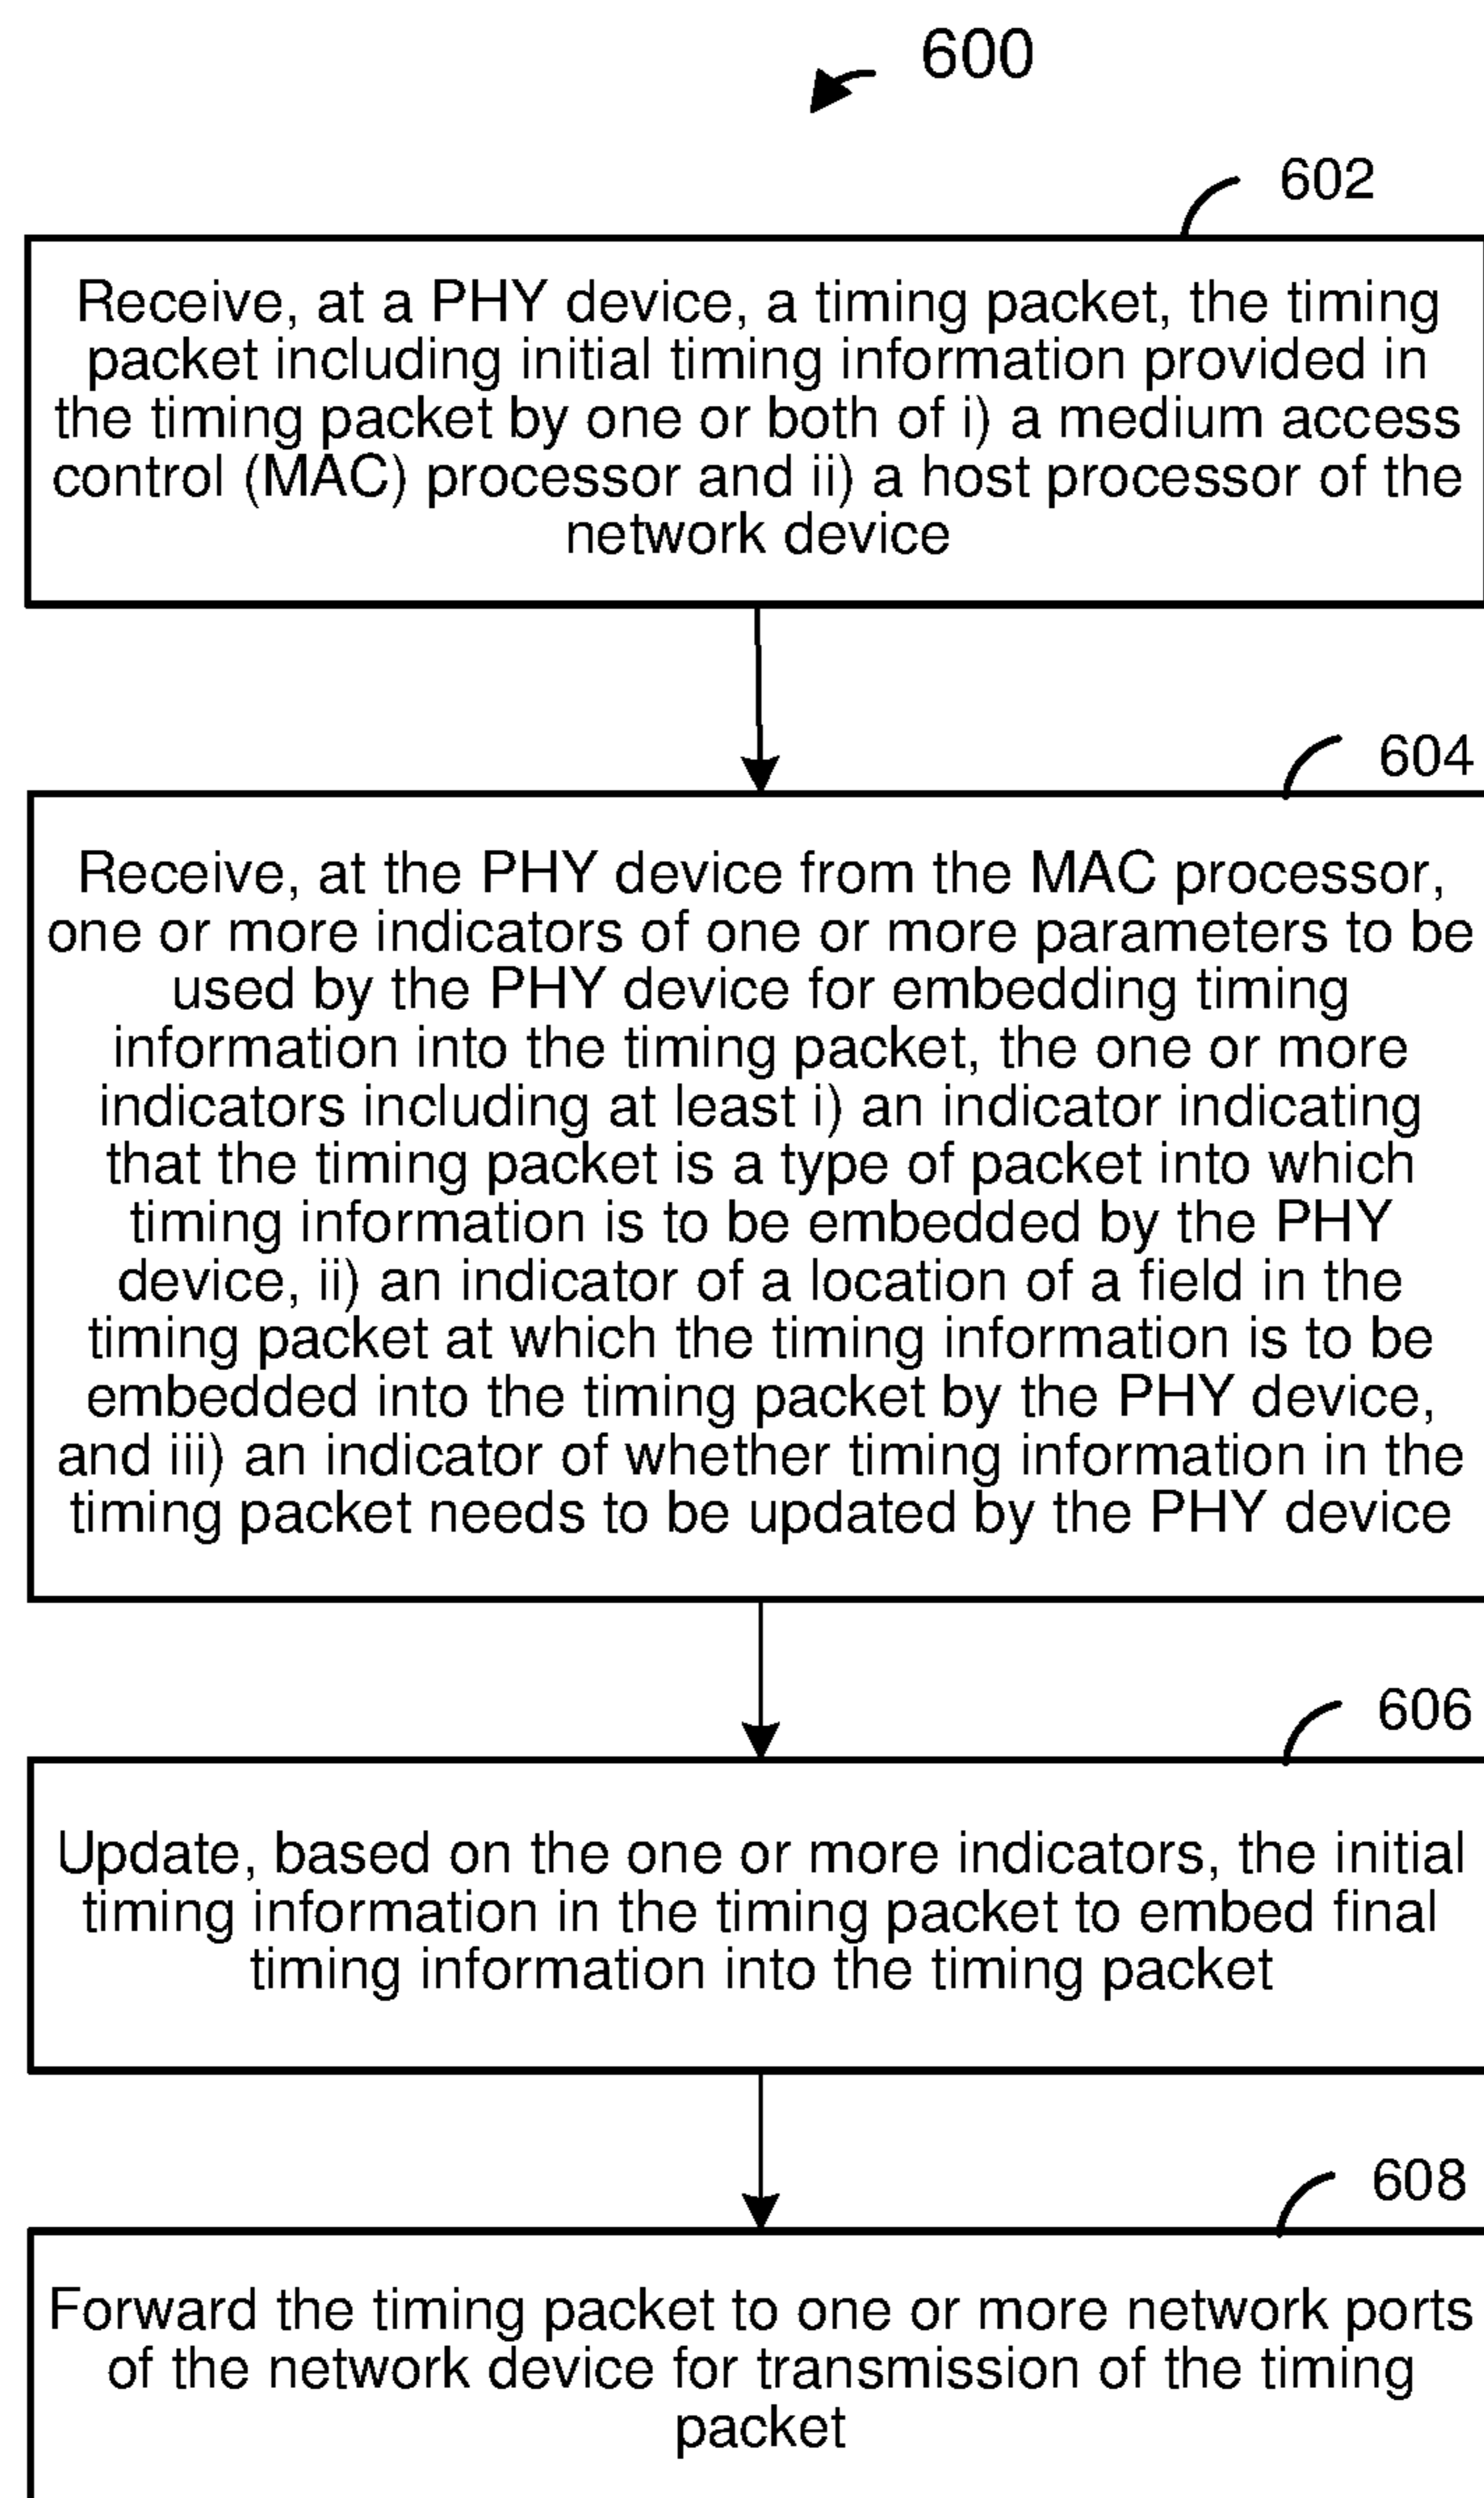 600
602
Receive, at a PHY device, a timing packet, the timing
packet including initial timing information provided in
the timing packet by one or both of i) a medium access
control (MAC) processor and ii) a host processor of the
network device
604
Receive, at the PHY device from the MAC processor,
one or more indicators of one or more parameters to be
used by the PHY device for embedding timing
information into the timing packet, the one or more
indicators including at least i) an indicator indicating
that the timing packet is a type of packet into which
timing information is to be embedded by the PHY
device, ii) an indicator of a location of a field in the
timing packet at which the timing information is to be
embedded into the timing packet by the PHY device,
and iii) an indicator of whether timing information in the
timing packet needs to be updated by the PHY device
606
Update, based on the one or more indicators, the initial
timing information in the timing packet to embed final
timing information into the timing packet
608
Forward the timing packet to one or more network ports
of the network device for transmission of the timing
packet